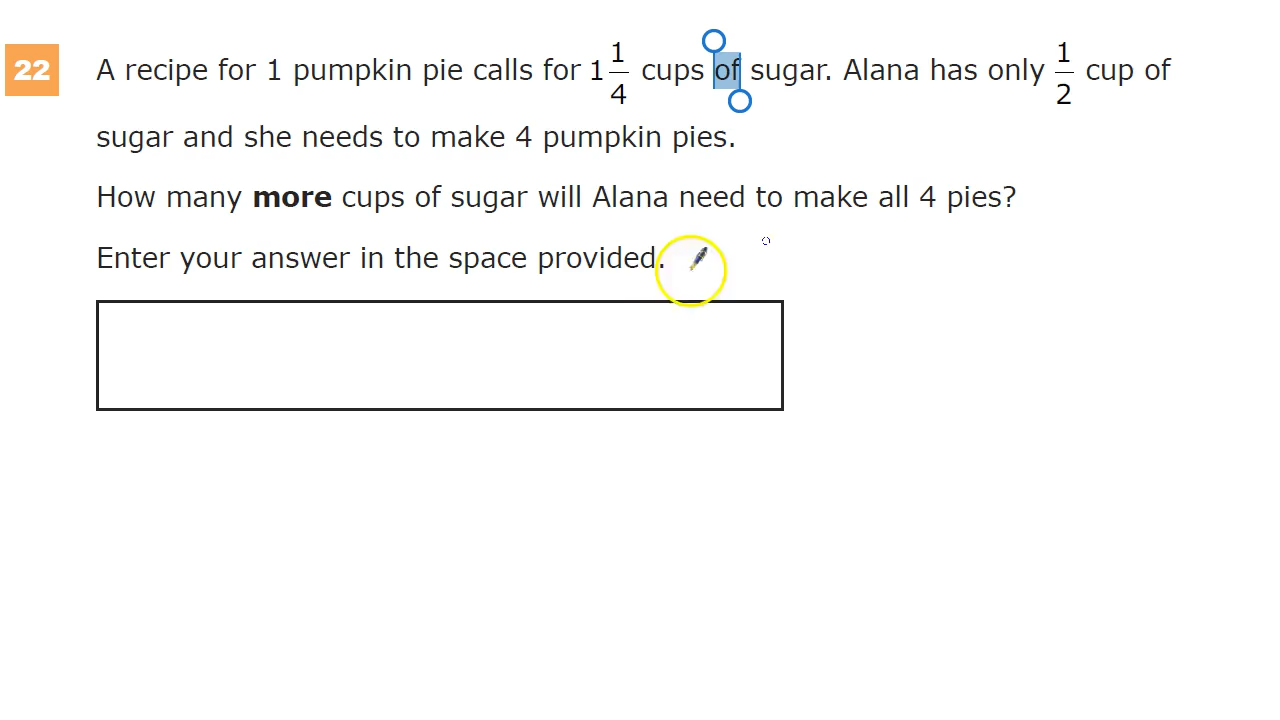 22
A recipe for 1 pumpkin pie calls for 1 1/4 cups of sugar. Alana has only 1/2 cup of
sugar and she needs to make 4 pumpkin pies.
How many more cups of sugar will Alana need to make all 4 pies?
Enter your answer in the space provided.